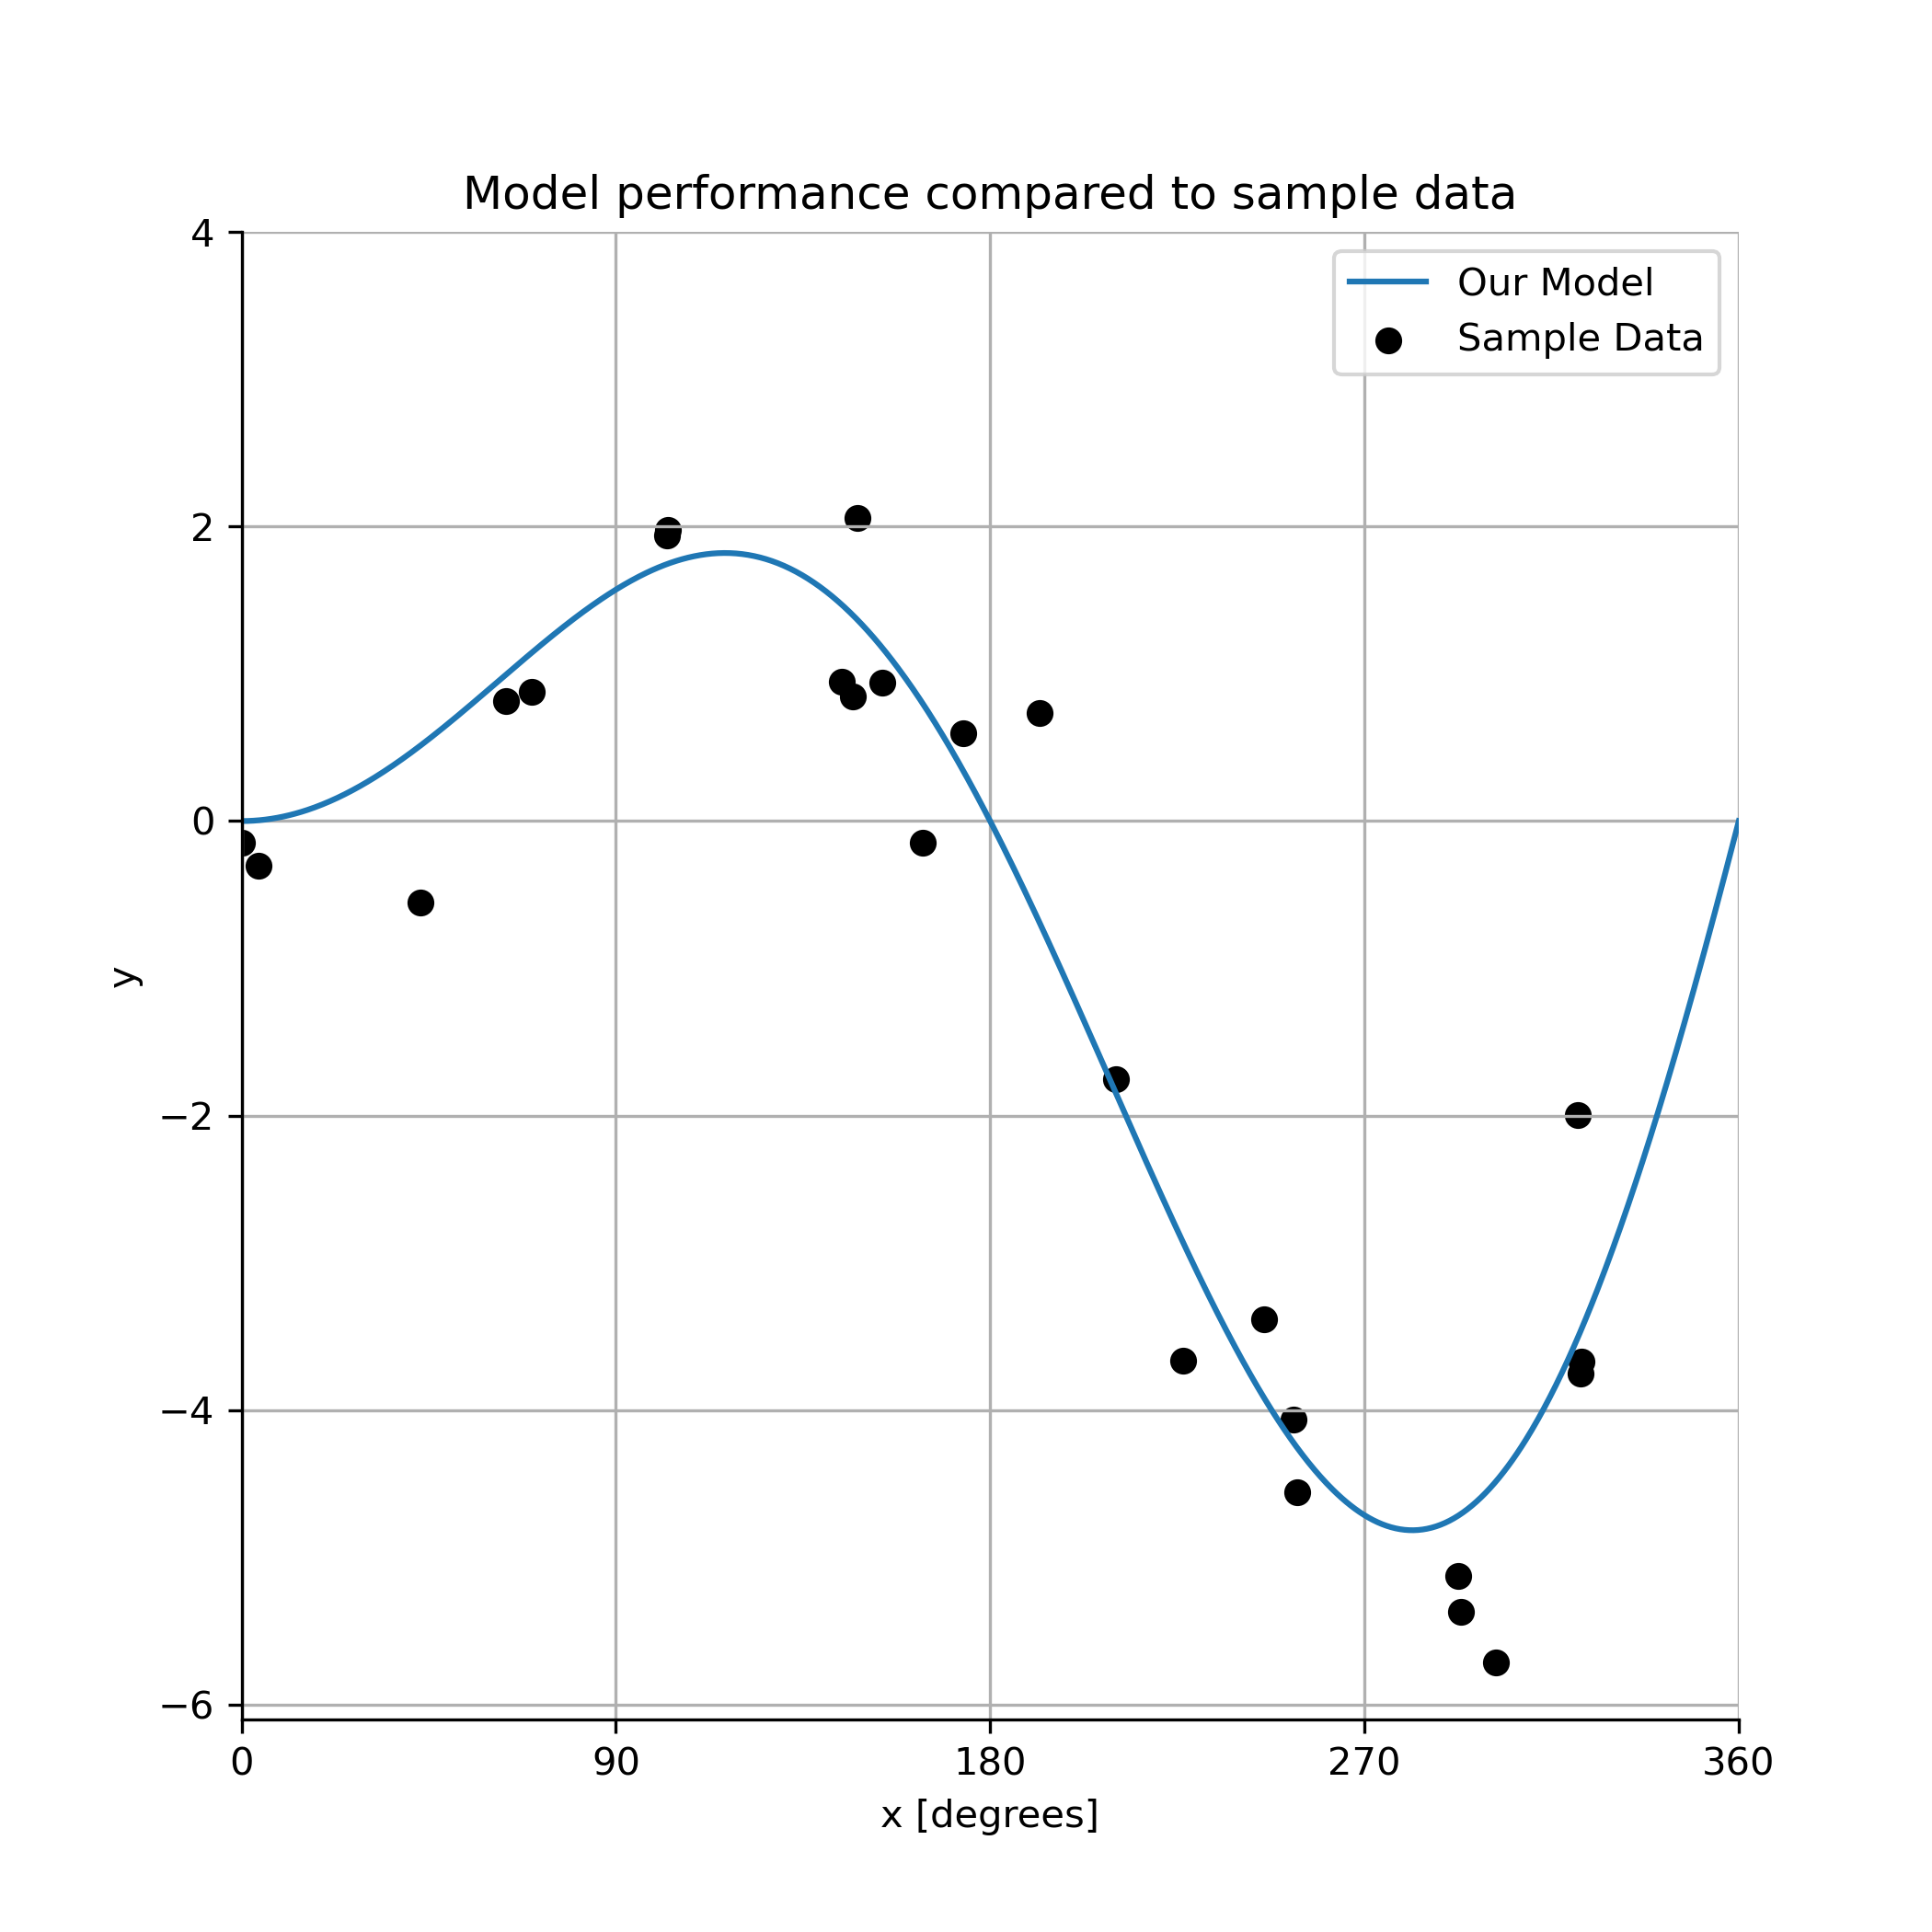 Model performance compared to sample data
4
2
0
−2
−4
−6
y
Our Model
Sample Data
0 90 180 270 360
x [degrees]